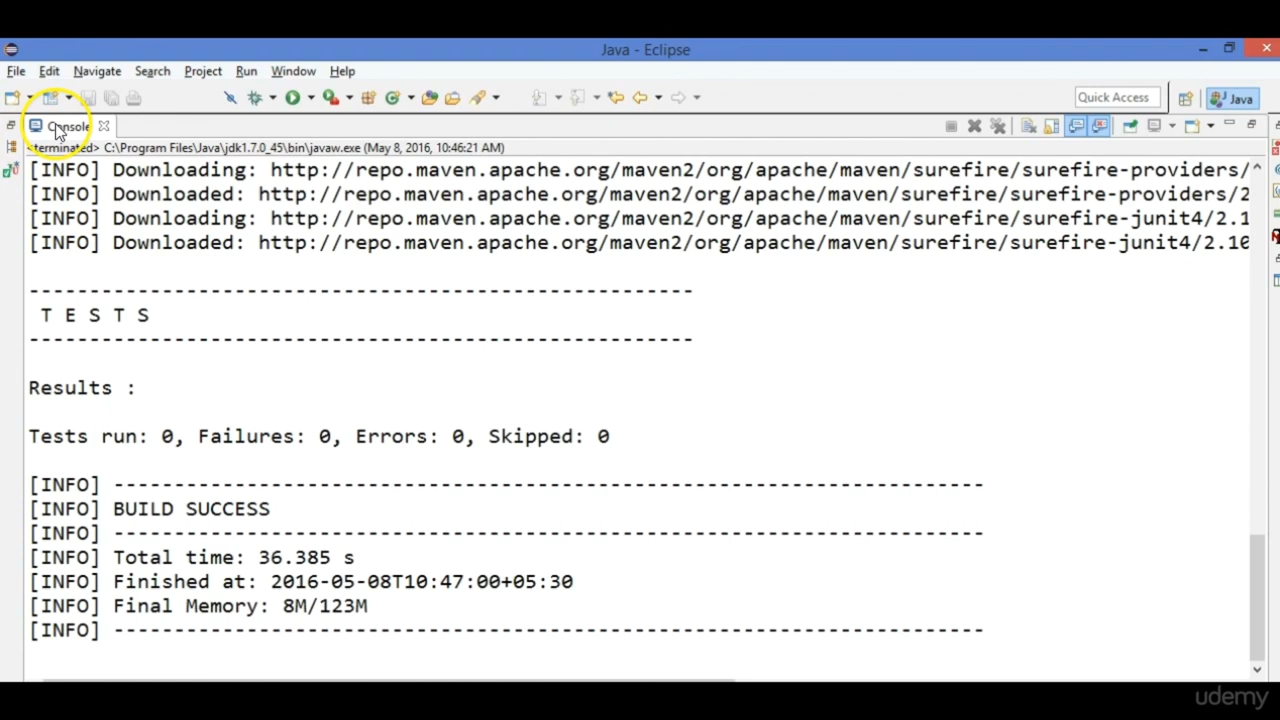 Java - Eclipse
File Edit Navigate Search Project Run Window Help
Quick Access Java
Console
<terminated> C:\Program Files\Java\jdk1.7.0_45\bin\javaw.exe (May 8, 2016, 10:46:21 AM)
[INFO] Downloading: http://repo.maven.apache.org/maven2/org/apache/maven/surefire/surefire-providers/
[INFO] Downloaded: http://repo.maven.apache.org/maven2/org/apache/maven/surefire/surefire-providers/2
[INFO] Downloading: http://repo.maven.apache.org/maven2/org/apache/maven/surefire/surefire-junit4/2.1
[INFO] Downloaded: http://repo.maven.apache.org/maven2/org/apache/maven/surefire/surefire-junit4/2.10
-------------------------------------------------------
T E S T S
-------------------------------------------------------
Results :
Tests run: 0, Failures: 0, Errors: 0, Skipped: 0
[INFO] ------------------------------------------------------------------------
[INFO] BUILD SUCCESS
[INFO] ------------------------------------------------------------------------
[INFO] Total time: 36.385 s
[INFO] Finished at: 2016-05-08T10:47:00+05:30
[INFO] Final Memory: 8M/123M
[INFO] ------------------------------------------------------------------------
udemy